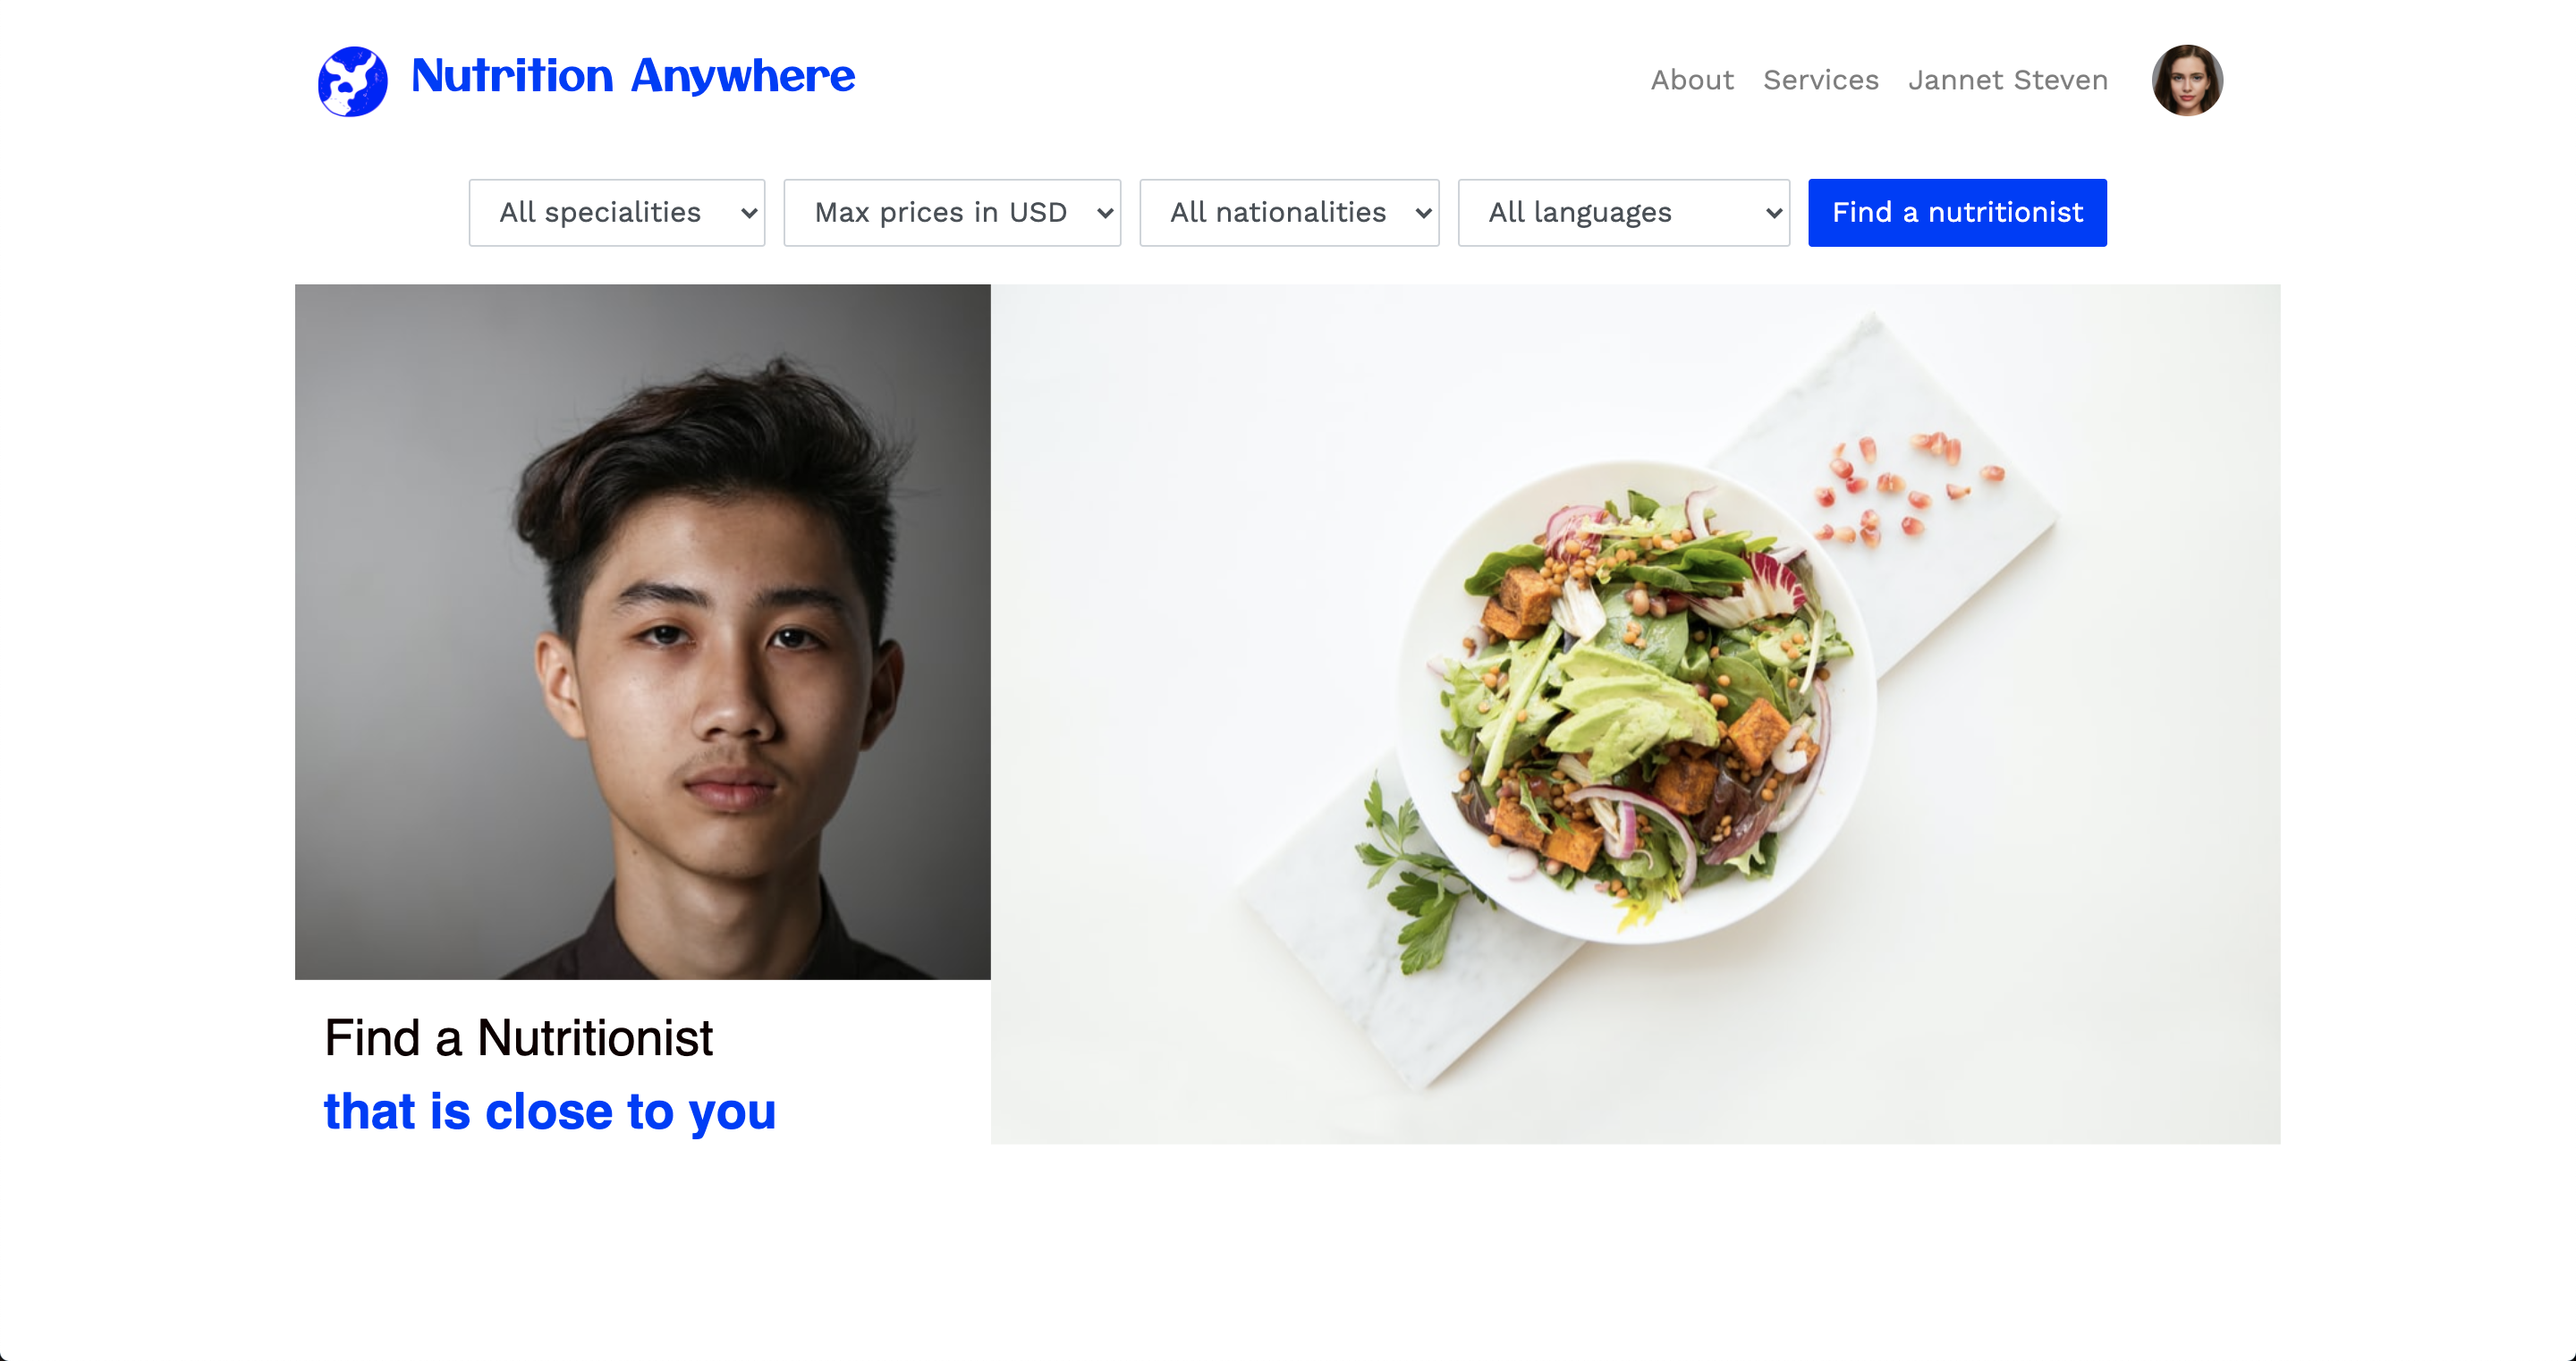 Nutrition Anywhere
About Services Jannet Steven
All specialities Max prices in USD All nationalities All languages Find a nutritionist
Find a Nutritionist
that is close to you